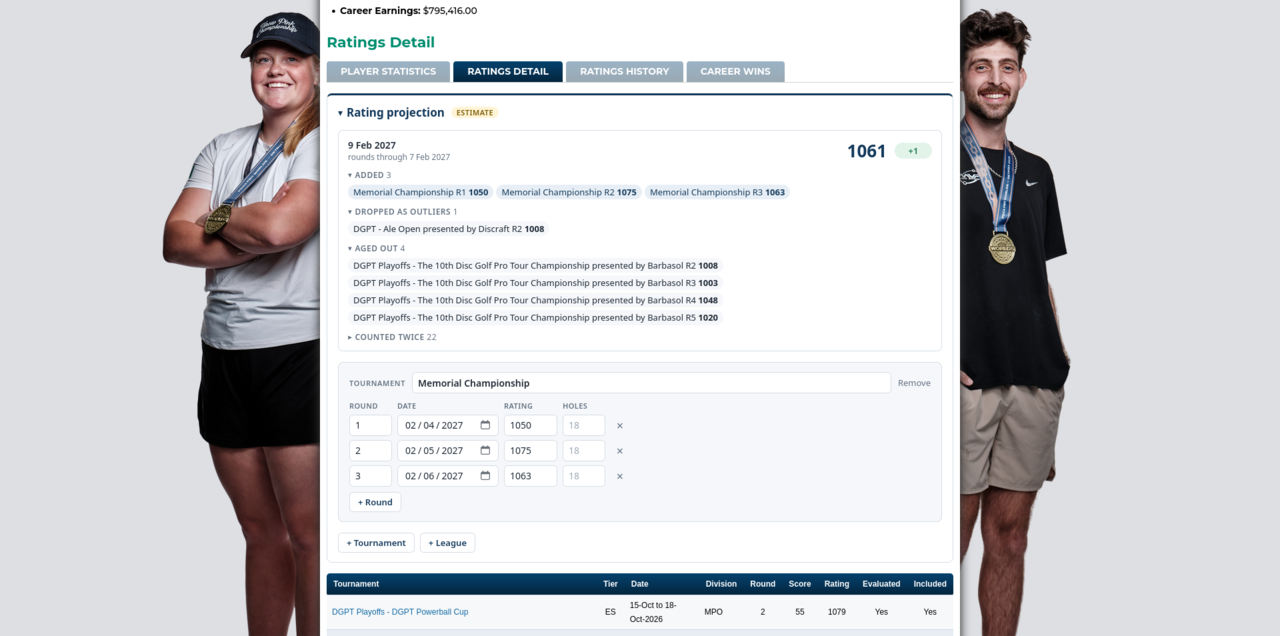 • Career Earnings: $795,416.00
Ratings Detail
PLAYER STATISTICS RATINGS DETAIL RATINGS HISTORY CAREER WINS
▾ Rating projection ESTIMATE
9 Feb 2027
rounds through 7 Feb 2027
1061 +1
▾ ADDED 3
Memorial Championship R1 1050 Memorial Championship R2 1075 Memorial Championship R3 1063
▾ DROPPED AS OUTLIERS 1
DGPT - Ale Open presented by Discraft R2 1008
▾ AGED OUT 4
DGPT Playoffs - The 10th Disc Golf Pro Tour Championship presented by Barbasol R2 1008
DGPT Playoffs - The 10th Disc Golf Pro Tour Championship presented by Barbasol R3 1003
DGPT Playoffs - The 10th Disc Golf Pro Tour Championship presented by Barbasol R4 1048
DGPT Playoffs - The 10th Disc Golf Pro Tour Championship presented by Barbasol R5 1020
▸ COUNTED TWICE 22
TOURNAMENT Memorial Championship Remove
ROUND DATE RATING HOLES
1 02/04/2027 1050 18 ×
2 02/05/2027 1075 18 ×
3 02/06/2027 1063 18 ×
+ Round
+ Tournament + League
Tournament Tier Date Division Round Score Rating Evaluated Included
DGPT Playoffs - DGPT Powerball Cup ES 15-Oct to 18- MPO 2 55 1079 Yes Yes
Oct-2026